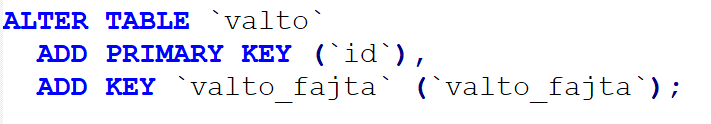 ALTER TABLE `valto`
  ADD PRIMARY KEY (`id`),
  ADD KEY `valto_fajta` (`valto_fajta`);